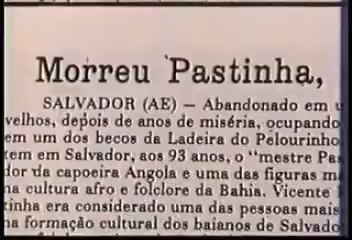 Morreu Pastinha,
SALVADOR (AE) — Abandonado em
velhos, depois de anos de miséria, ocupando
em um dos becos da Ladeira do Pelourinho
tem em Salvador, aos 93 anos, o "mestre Pas
dor da capoeira Angola e uma das figuras m
na cultura afro e folclore da Bahia. Vicente
tinha era considerado uma das pessoas mais
na formação cultural dos baianos de Salvado